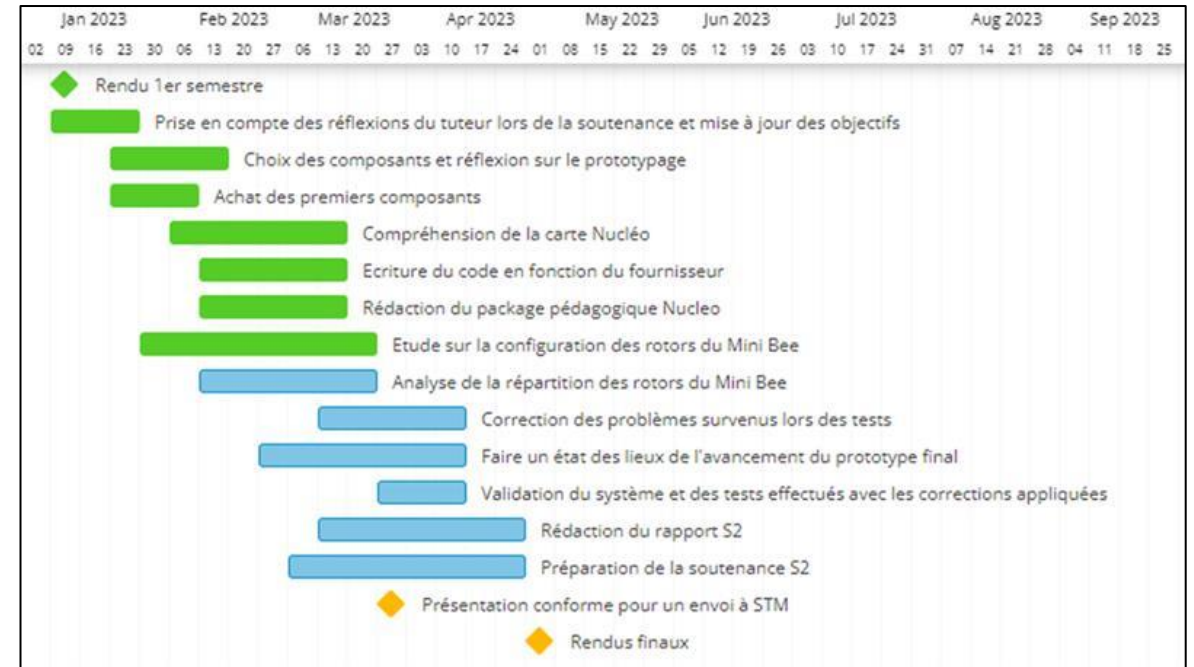 Jan 2023 Feb 2023 Mar 2023 Apr 2023 May 2023 Jun 2023 Jul 2023 Aug 2023 Sep 2023
02 09 16 23 30 06 13 20 27 06 13 20 27 03 10 17 24 01 08 15 22 29 05 12 19 26 03 10 17 24 31 07 14 21 28 04 11 18 25
Rendu 1er semestre
Prise en compte des réflexions du tuteur lors de la soutenance et mise à jour des objectifs
Choix des composants et réflexion sur le prototypage
Achat des premiers composants
Compréhension de la carte Nucléo
Ecriture du code en fonction du fournisseur
Rédaction du package pédagogique Nucleo
Etude sur la configuration des rotors du Mini Bee
Analyse de la répartition des rotors du Mini Bee
Correction des problèmes survenus lors des tests
Faire un état des lieux de l'avancement du prototype final
Validation du système et des tests effectués avec les corrections appliquées
Rédaction du rapport S2
Préparation de la soutenance S2
Présentation conforme pour un envoi à STM
Rendus finaux